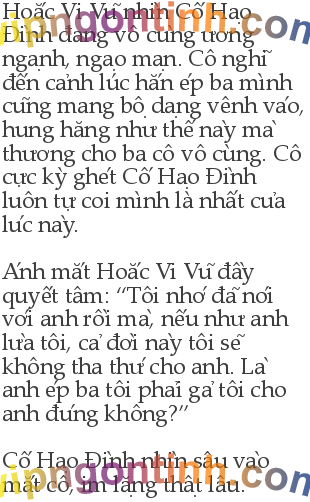 Hoắc Vi Vũ nhìn Cố Hạo
Đình đang vô cùng ương
ngạnh, ngạo mạn. Cô nghĩ
đến cảnh lúc hắn ép ba mình
cũng mang bộ dạng vênh váo,
hung hăng như thế này mà
thương cho ba cô vô cùng. Cô
cực kỳ ghét Cố Hạo Đình
luôn tự coi mình là nhất của
lúc này.
Ánh mắt Hoắc Vi Vũ đầy
quyết tâm: “Tôi nhớ đã nói
với anh rồi mà, nếu như anh
lừa tôi, cả đời này tôi sẽ
không tha thứ cho anh. Là
anh ép ba tôi phải gả tôi cho
anh đúng không?”
Cố Hạo Đình nhìn sâu vào
mắt cô, im lặng thật lâu.
vipngontinh.com
vipngontinh.com